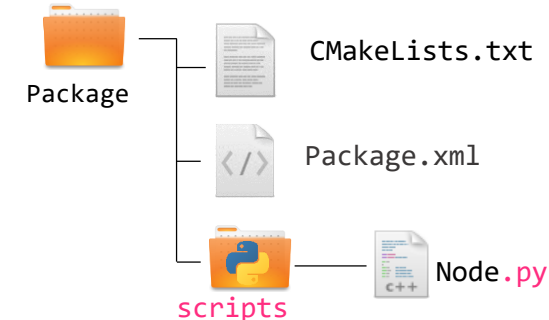 CMakeLists.txt
Package
Package.xml
</>
c++
Node.py
scripts